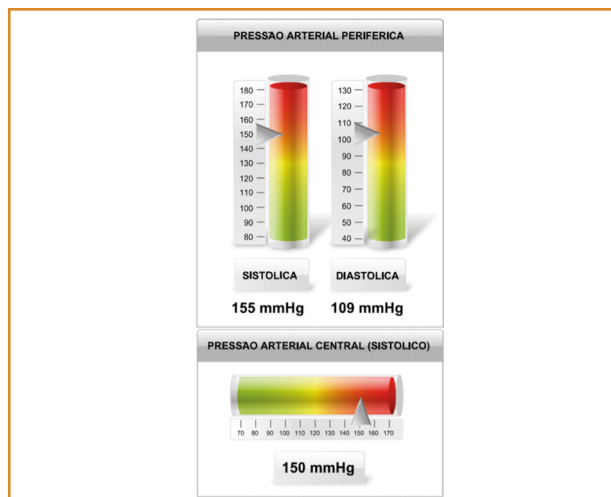 PRESSÃO ARTERIAL PERIFERICA
180
170
160
150
140
130
120
110
100
90
80
130
120
110
100
90
80
70
60
50
40
SISTOLICA
DIASTOLICA
155 mmHg
109 mmHg
PRESSÃO ARTERIAL CENTRAL (SISTOLICO)
70 80 90 100 110 120 130 140 150 160 170
150 mmHg